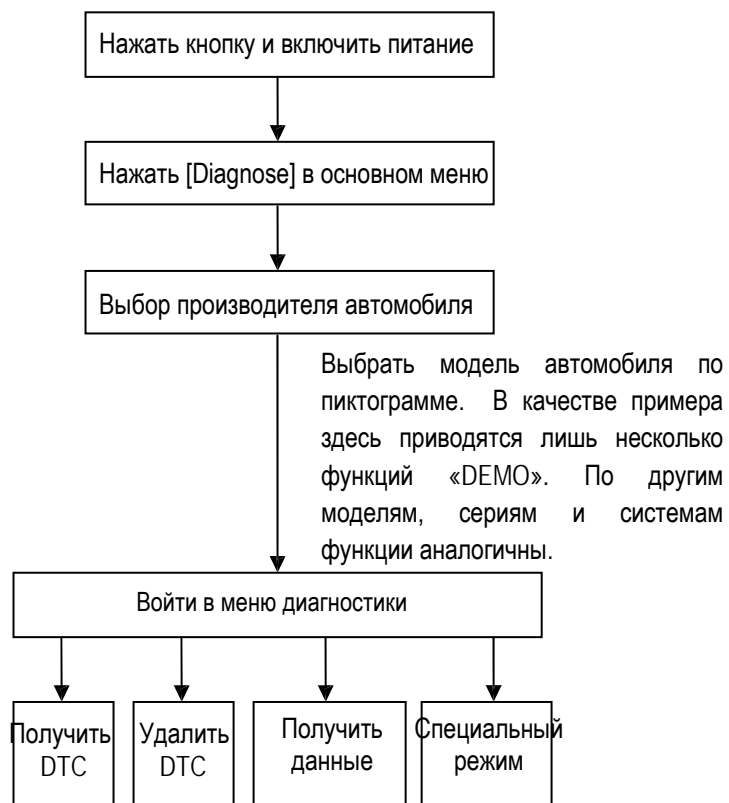 Нажать кнопку и включить питание
Нажать [Diagnose] в основном меню
Выбор производителя автомобиля
Выбрать модель автомобиля по
пиктограмме. В качестве примера
здесь приводятся лишь несколько
функций «DEMO». По другим
моделям, сериям и системам
функции аналогичны.
Войти в меню диагностики
Получить
DTC
Удалить
DTC
Получить
данные
Специальный
режим